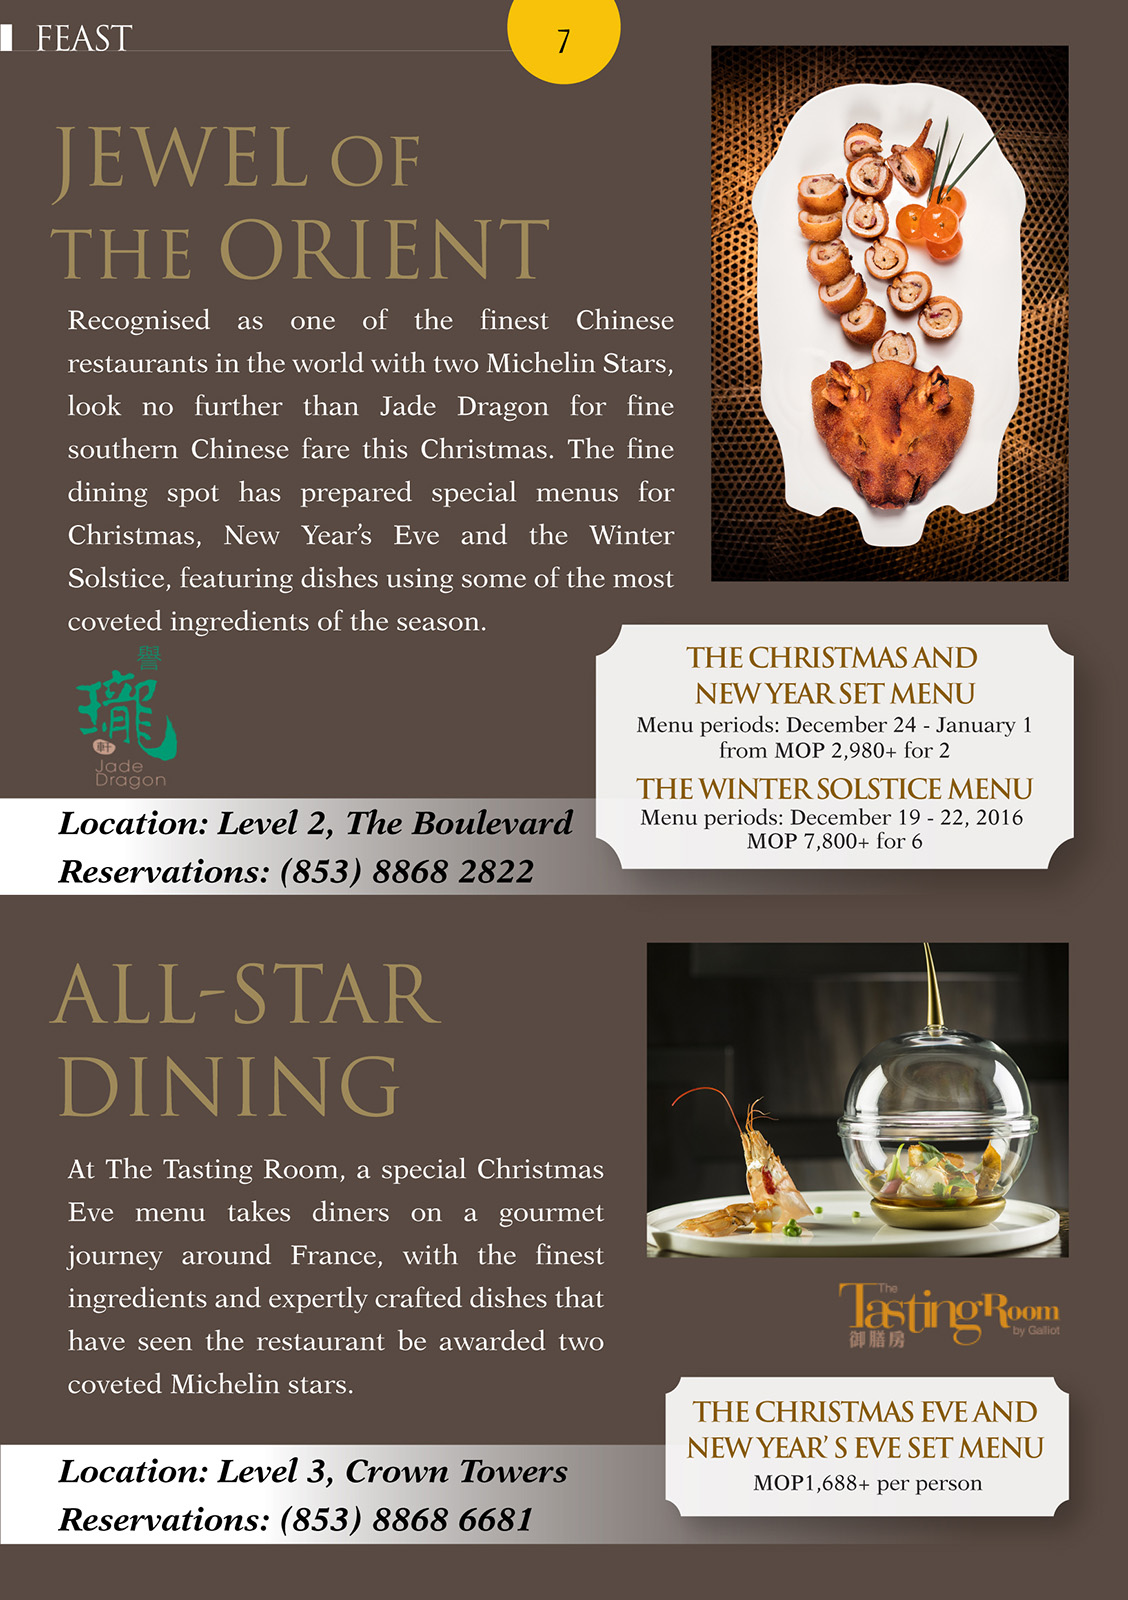 FEAST
7
JEWEL OF
THE ORIENT
Recognised as one of the finest Chinese
restaurants in the world with two Michelin Stars,
look no further than Jade Dragon for fine
southern Chinese fare this Christmas. The fine
dining spot has prepared special menus for
Christmas, New Year's Eve and the Winter
Solstice, featuring dishes using some of the most
coveted ingredients of the season.
譽
瓏
軒
Jade
Dragon
THE CHRISTMAS AND
NEW YEAR SET MENU
Menu periods: December 24 - January 1
from MOP 2,980+ for 2
THE WINTER SOLSTICE MENU
Menu periods: December 19 - 22, 2016
MOP 7,800+ for 6
Location: Level 2, The Boulevard
Reservations: (853) 8868 2822
ALL-STAR
DINING
At The Tasting Room, a special Christmas
Eve menu takes diners on a gourmet
journey around France, with the finest
ingredients and expertly crafted dishes that
have seen the restaurant be awarded two
coveted Michelin stars.
The
Tasting Room
by Galliot
御膳房
THE CHRISTMAS EVE AND
NEW YEAR' S EVE SET MENU
MOP1,688+ per person
Location: Level 3, Crown Towers
Reservations: (853) 8868 6681